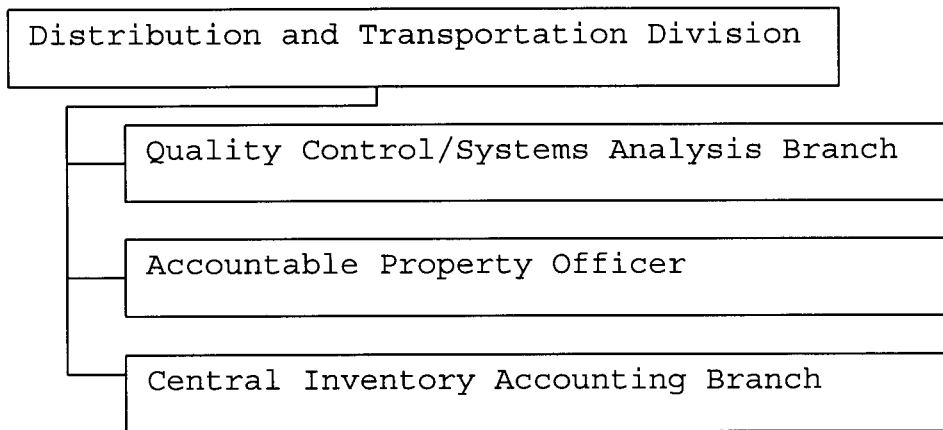 Distribution and Transportation Division
Quality Control/Systems Analysis Branch
Accountable Property Officer
Central Inventory Accounting Branch